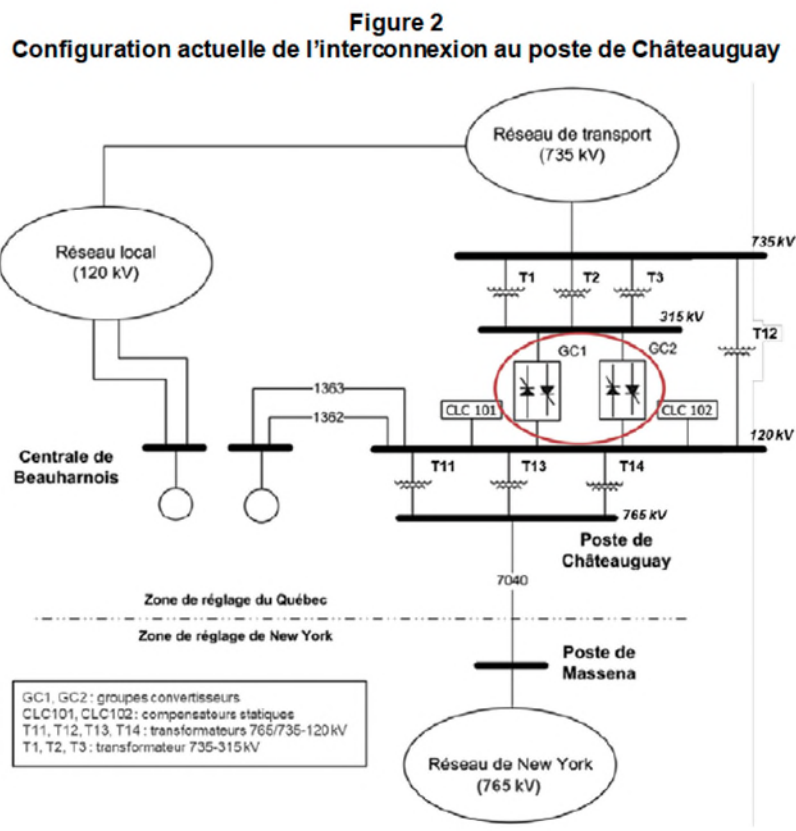 Figure 2
Configuration actuelle de l'interconnexion au poste de Châteauguay
Réseau de transport
(735 kV)
Réseau local
(120 kV)
735 kV
T1
T2
T3
315 kV
T12
GC1
GC2
1363
1362
CLC 101
CLC 102
120 kV
Centrale de
Beauharnois
T11
T13
T14
765 kV
Poste de
Châteauguay
7040
Zone de réglage du Québec
Zone de réglage de New York
Poste de
Massena
GC1, GC2 : groupes convertisseurs
CLC101, CLC102 : compensateurs statiques
T11, T12, T13, T14 : transformateurs 765/735-120 kV
T1, T2, T3 : transformateur 735-315 kV
Réseau de New York
(765 kV)